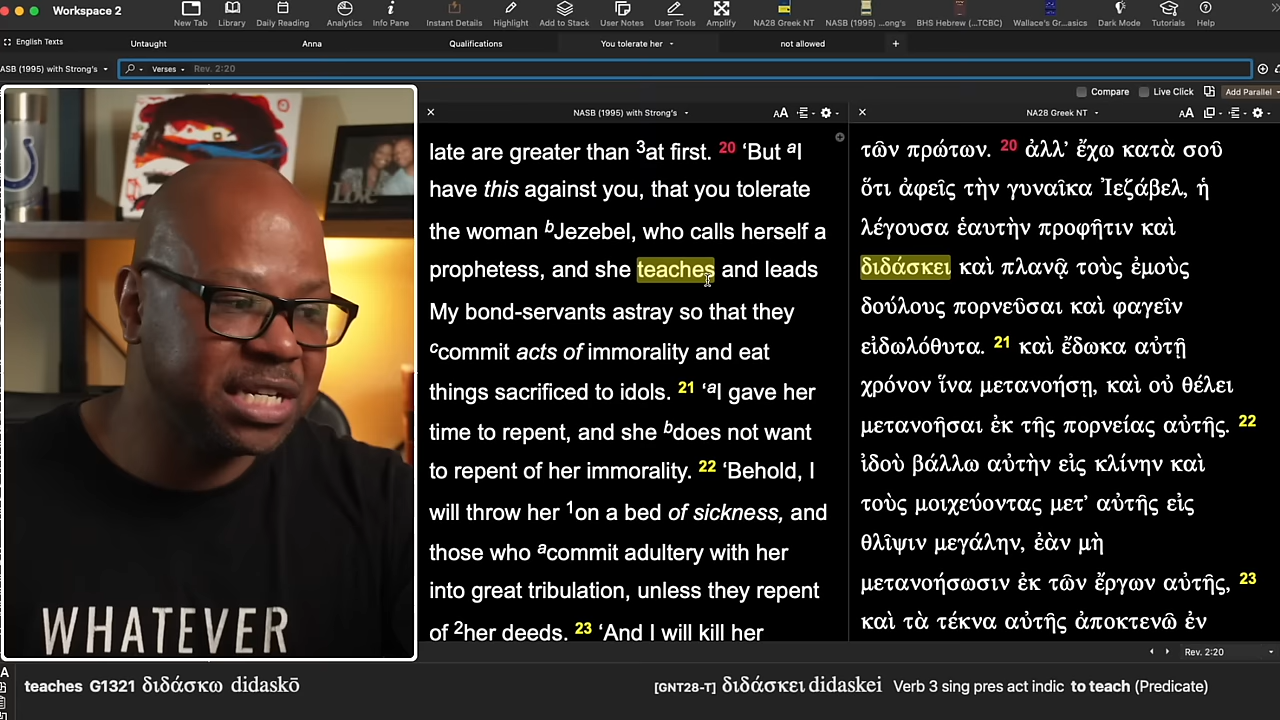 Workspace 2
New Tab
Library
Daily Reading
Analytics
Info Pane
Instant Details
Highlight
Add to Stack
User Notes
User Tools
Amplify
NA28 Greek NT
NASB (1995) ...ong's
BHS Hebrew (...TCBC)
Wallace's Gr...asics
Dark Mode
Tutorials
Help
English Texts
Untaught
Anna
Qualifications
You tolerate her
not allowed
+
ASB (1995) with Strong's
Verses
Rev. 2:20
Compare
Live Click
Add Parallel
NASB (1995) with Strong's
AA
late are greater than 3at first. 20 ‘But aI
have this against you, that you tolerate
the woman bJezebel, who calls herself a
prophetess, and she teaches and leads
My bond-servants astray so that they
ccommit acts of immorality and eat
things sacrificed to idols. 21 ‘aI gave her
time to repent, and she bdoes not want
to repent of her immorality. 22 ‘Behold, I
will throw her 1on a bed of sickness, and
those who acommit adultery with her
into great tribulation, unless they repent
of 2her deeds. 23 ‘And I will kill her
NA28 Greek NT
AA
τῶν πρώτων. 20 ἀλλ’ ἔχω κατὰ σοῦ
ὅτι ἀφεῖς τὴν γυναῖκα Ἰεζάβελ, ἡ
λέγουσα ἑαυτὴν προφῆτιν καὶ
διδάσκει καὶ πλανᾷ τοὺς ἐμοὺς
δούλους πορνεῦσαι καὶ φαγεῖν
εἰδωλόθυτα. 21 καὶ ἔδωκα αὐτῇ
χρόνον ἵνα μετανοήσῃ, καὶ οὐ θέλει
μετανοῆσαι ἐκ τῆς πορνείας αὐτῆς. 22
ἰδοὺ βάλλω αὐτὴν εἰς κλίνην καὶ
τοὺς μοιχεύοντας μετ’ αὐτῆς εἰς
θλῖψιν μεγάλην, ἐὰν μὴ
μετανοήσωσιν ἐκ τῶν ἔργων αὐτῆς, 23
καὶ τὰ τέκνα αὐτῆς ἀποκτενῶ ἐν
Rev. 2:20
Love
WHATEVER
teaches G1321 διδάσκω didaskō
[GNT28-T] διδάσκει didaskei Verb 3 sing pres act indic to teach (Predicate)